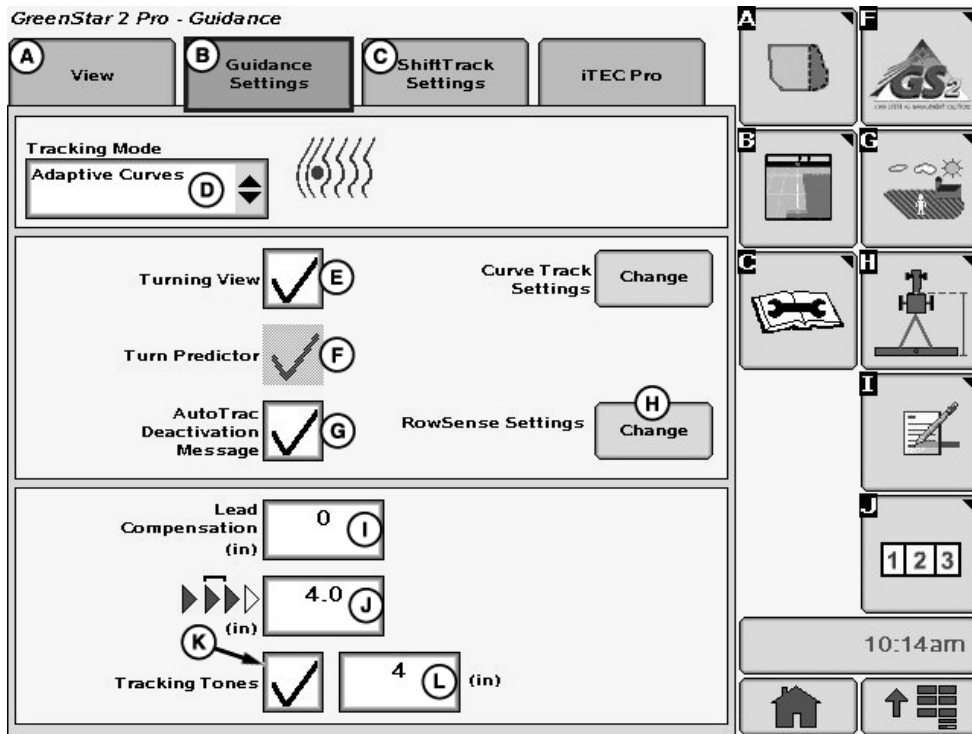 GreenStar 2 Pro - Guidance
A
View
B
Guidance
Settings
C
ShiftTrack
Settings
iTEC Pro
Tracking Mode
Adaptive Curves
D
Turning View
E
Curve Track
Settings
Change
Turn Predictor
F
AutoTrac
Deactivation
Message
G
RowSense Settings
H
Change
Lead
Compensation
(in)
0
I
(in)
4.0
J
K
Tracking Tones
4
L
(in)
A
F
GS2
B
G
C
H
I
J
1 2 3
10:14am